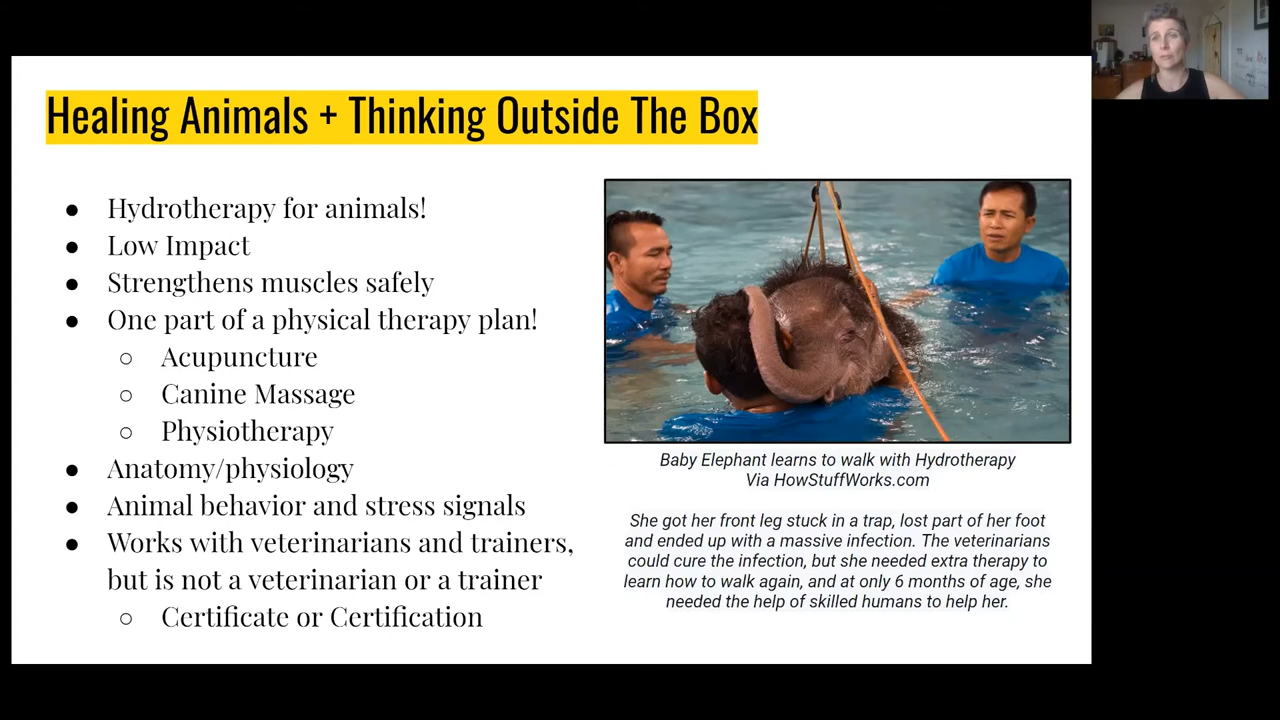 Healing Animals + Thinking Outside The Box
● Hydrotherapy for animals!
● Low Impact
● Strengthens muscles safely
● One part of a physical therapy plan!
○ Acupuncture
○ Canine Massage
○ Physiotherapy
● Anatomy/physiology
● Animal behavior and stress signals
● Works with veterinarians and trainers,
but is not a veterinarian or a trainer
○ Certificate or Certification
Baby Elephant learns to walk with Hydrotherapy
Via HowStuffWorks.com
She got her front leg stuck in a trap, lost part of her foot
and ended up with a massive infection. The veterinarians
could cure the infection, but she needed extra therapy to
learn how to walk again, and at only 6 months of age, she
needed the help of skilled humans to help her.